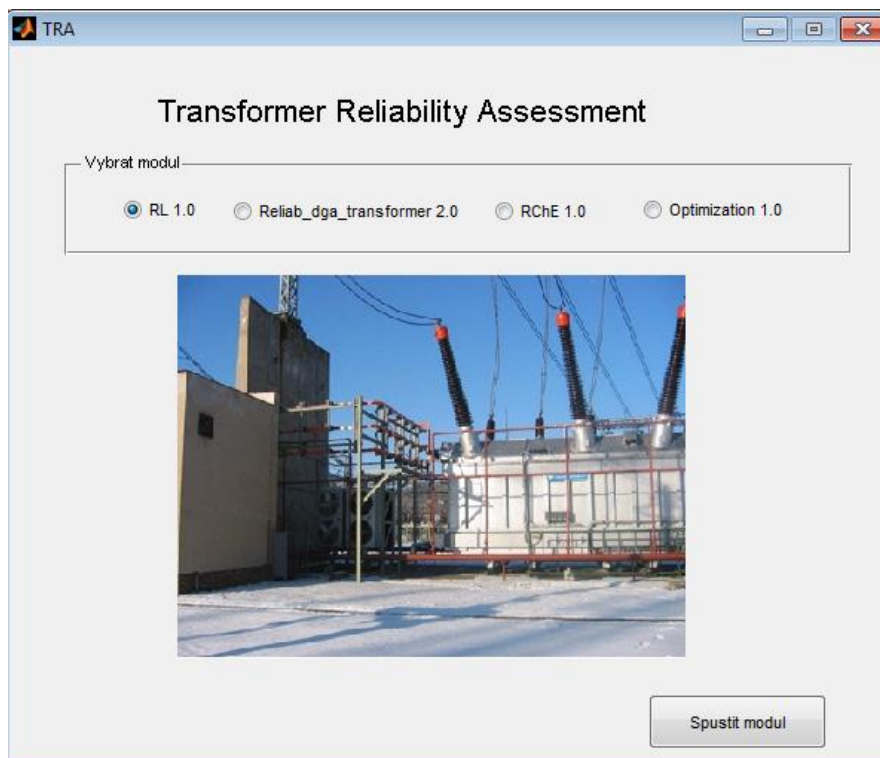 TRA
Transformer Reliability Assessment
Vybrat modul
RL 1.0 Reliab_dga_transformer 2.0 RChE 1.0 Optimization 1.0
Spustit modul